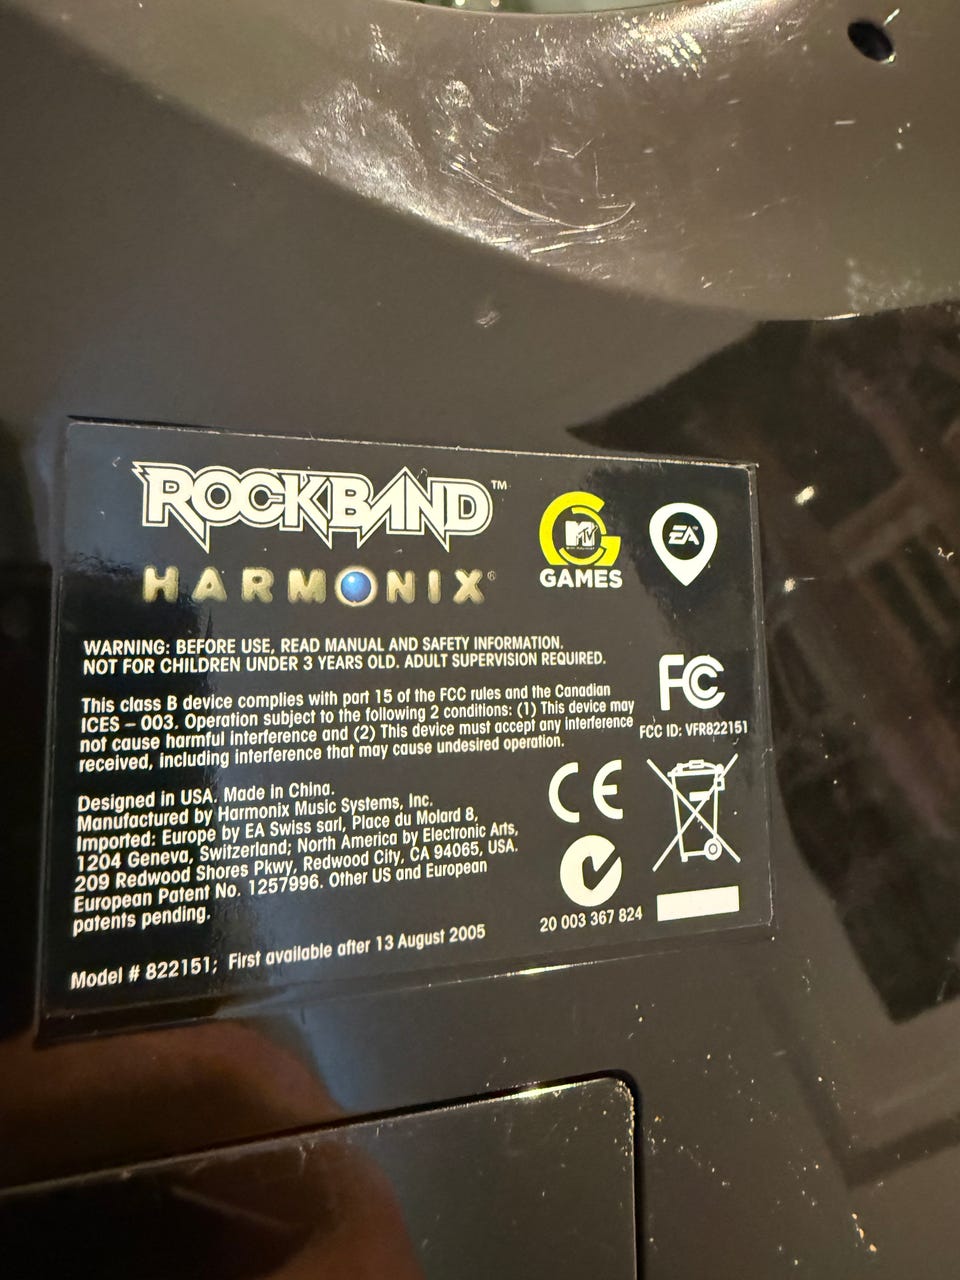 ROCKBAND™
HARMONIX®
MTV
GAMES
EA
WARNING: BEFORE USE, READ MANUAL AND SAFETY INFORMATION.
NOT FOR CHILDREN UNDER 3 YEARS OLD. ADULT SUPERVISION REQUIRED.
This class B device complies with part 15 of the FCC rules and the Canadian
ICES – 003. Operation subject to the following 2 conditions: (1) This device may
not cause harmful interference and (2) This device must accept any interference
received, including interference that may cause undesired operation.
FC
FCC ID: VFR822151
Designed in USA. Made in China.
Manufactured by Harmonix Music Systems, Inc.
Imported: Europe by EA Swiss sarl, Place du Molard 8,
1204 Geneva, Switzerland; North America by Electronic Arts,
209 Redwood Shores Pkwy, Redwood City, CA 94065, USA.
European Patent No. 1257996. Other US and European
patents pending.
CE
20 003 367 824
Model # 822151; First available after 13 August 2005